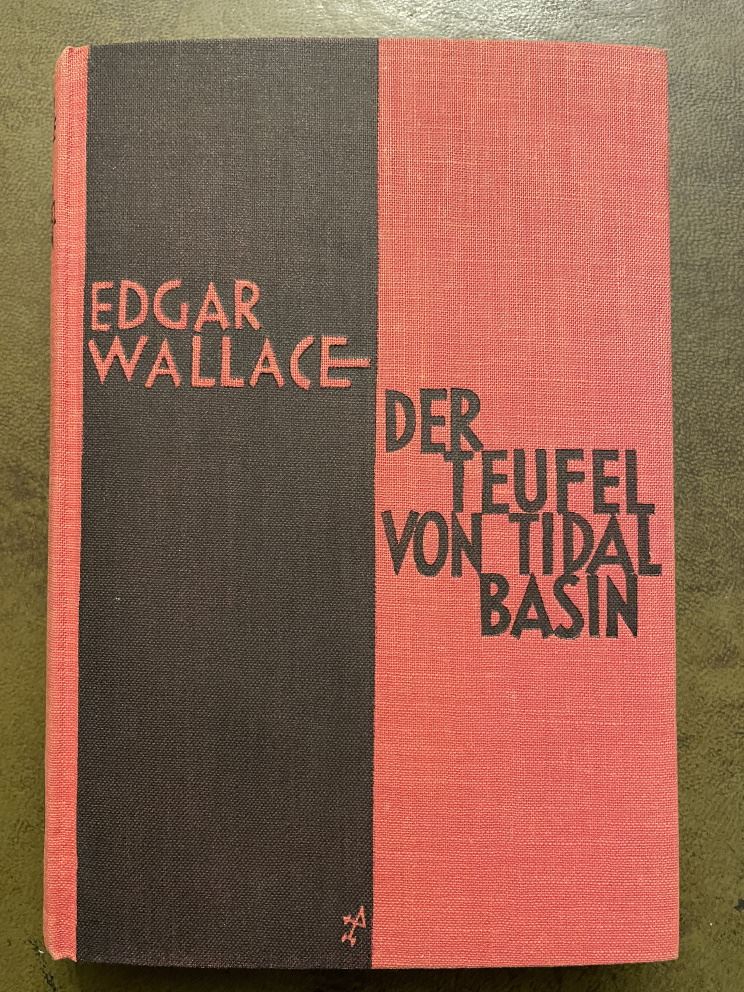 EDGAR
WALLACE
DER
TEUFEL
VON TIDAL
BASIN